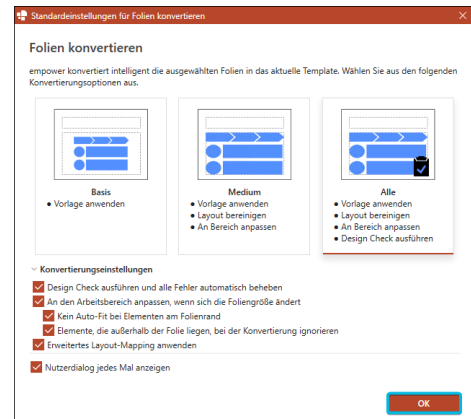 Standardeinstellungen für Folien konvertieren
Folien konvertieren
empower konvertiert intelligent die ausgewählten Folien in das aktuelle Template. Wählen Sie aus den folgenden
Konvertierungsoptionen aus.
Basis
• Vorlage anwenden
Medium
• Vorlage anwenden
• Layout bereinigen
• An Bereich anpassen
Alle
• Vorlage anwenden
• Layout bereinigen
• An Bereich anpassen
• Design Check ausführen
Konvertierungseinstellungen
Design Check ausführen und alle Fehler automatisch beheben
An den Arbeitsbereich anpassen, wenn sich die Foliengröße ändert
Kein Auto-Fit bei Elementen am Folienrand
Elemente, die außerhalb der Folie liegen, bei der Konvertierung ignorieren
Erweitertes Layout-Mapping anwenden
Nutzerdialog jedes Mal anzeigen
OK